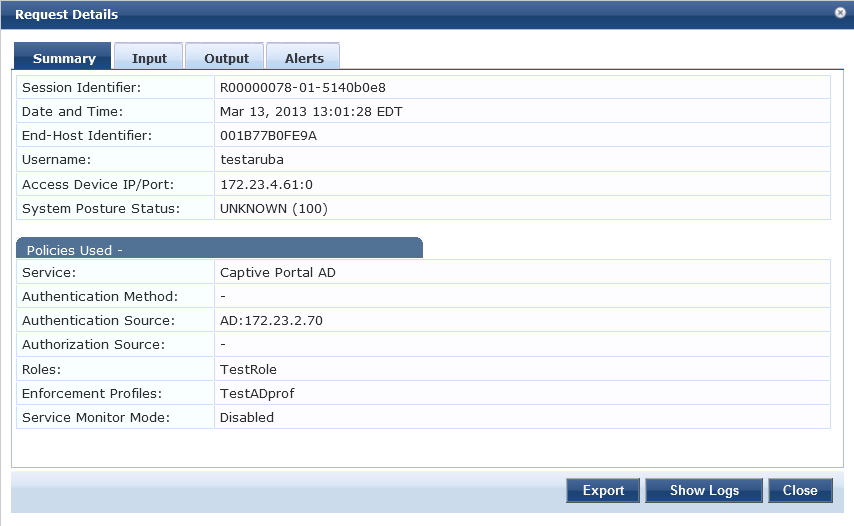 Request Details
Summary Input Output Alerts
Session Identifier: R00000078-01-5140b0e8
Date and Time: Mar 13, 2013 13:01:28 EDT
End-Host Identifier: 001B77B0FE9A
Username: testaruba
Access Device IP/Port: 172.23.4.61:0
System Posture Status: UNKNOWN (100)
Policies Used -
Service: Captive Portal AD
Authentication Method: -
Authentication Source: AD:172.23.2.70
Authorization Source: -
Roles: TestRole
Enforcement Profiles: TestADprof
Service Monitor Mode: Disabled
Export Show Logs Close